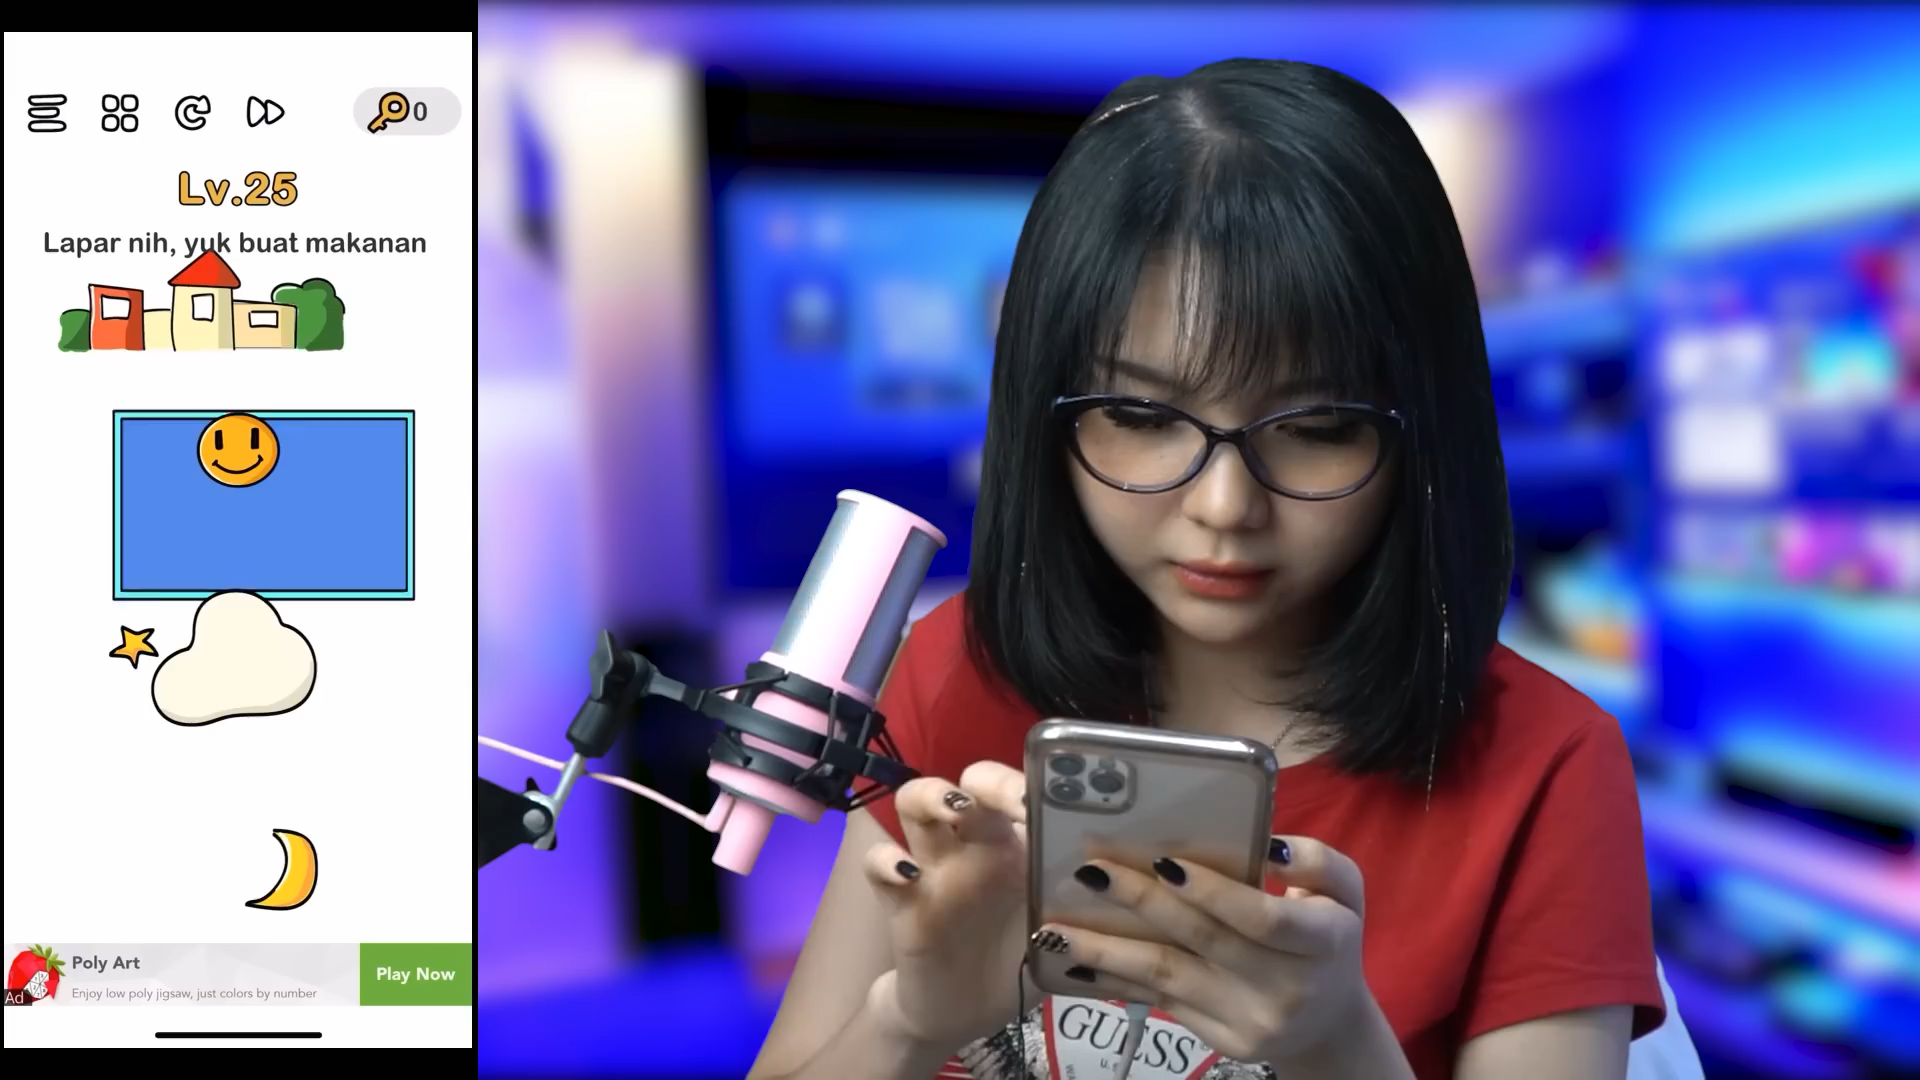 0
Lv.25
Lapar nih, yuk buat makanan
Poly Art
Enjoy low poly jigsaw, just colors by number
Ad
Play Now
GUESS